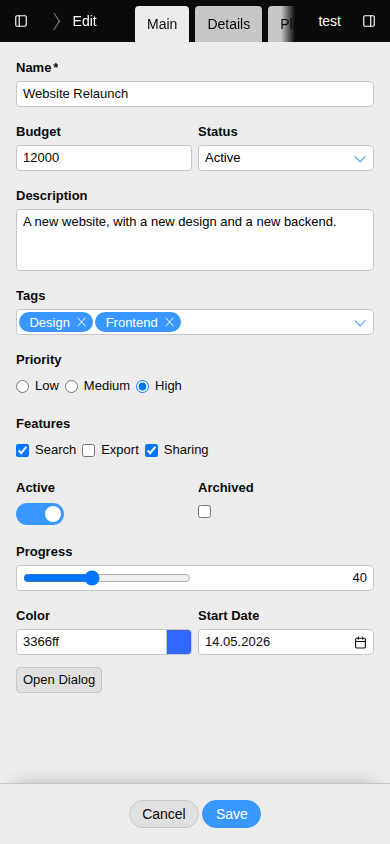 Edit Main Details test
Name*
Website Relaunch
Budget Status
12000 Active
Description
A new website, with a new design and a new backend.
Tags
Design Frontend
Priority
Low Medium High
Features
Search Export Sharing
Active Archived
Progress
40
Color Start Date
3366ff 14.05.2026
Open Dialog
Cancel Save